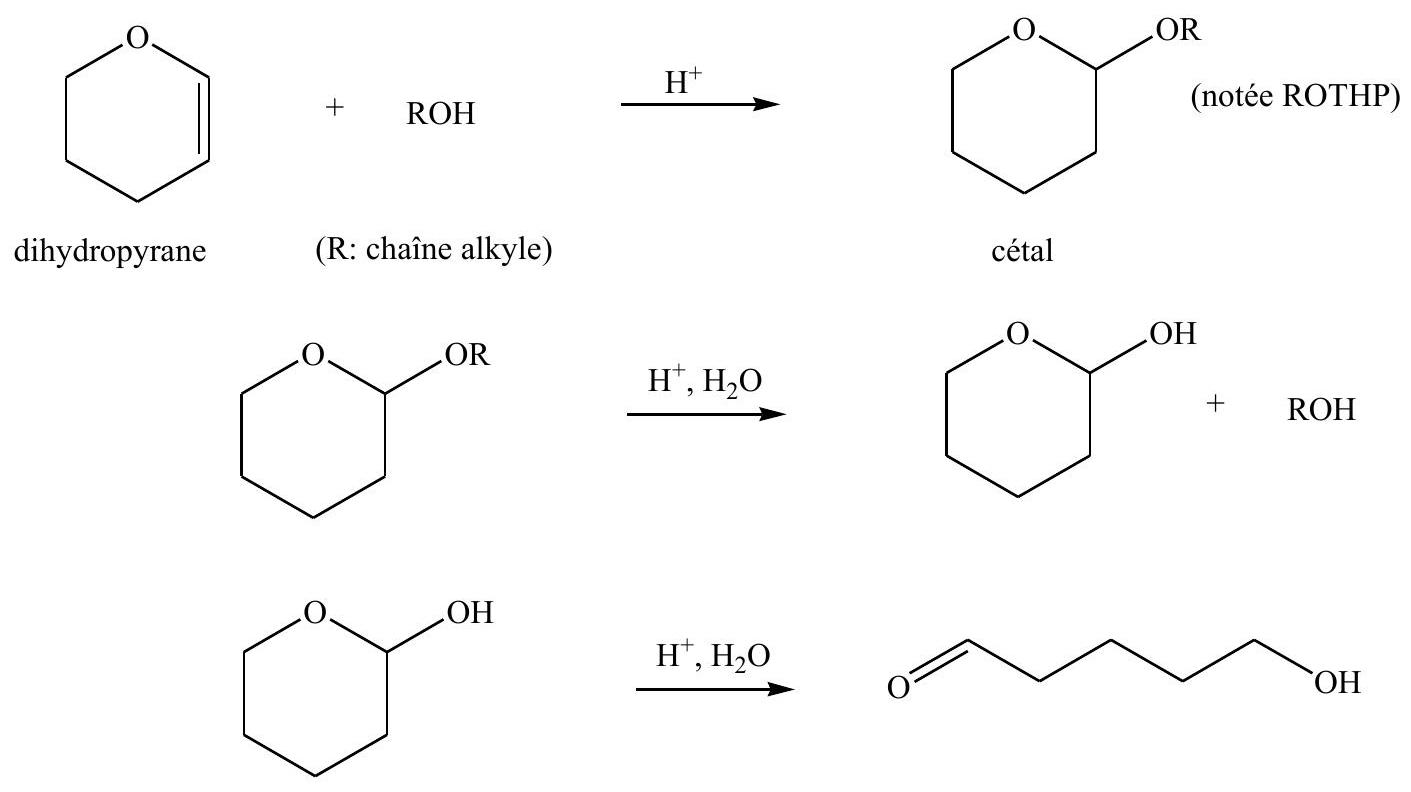 O
+
ROH
H⁺
O
OR
(notée ROTHP)
dihydropyrane
(R: chaîne alkyle)
cétal
O
OR
H⁺, H₂O
O
OH
+
ROH
O
OH
H⁺, H₂O
O
OH